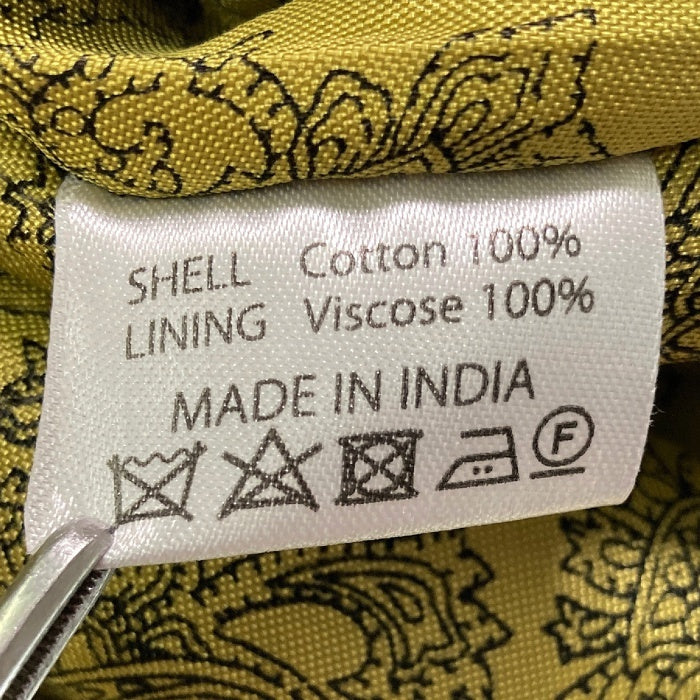 SHELL Cotton 100%
LINING Viscose 100%
MADE IN INDIA
F